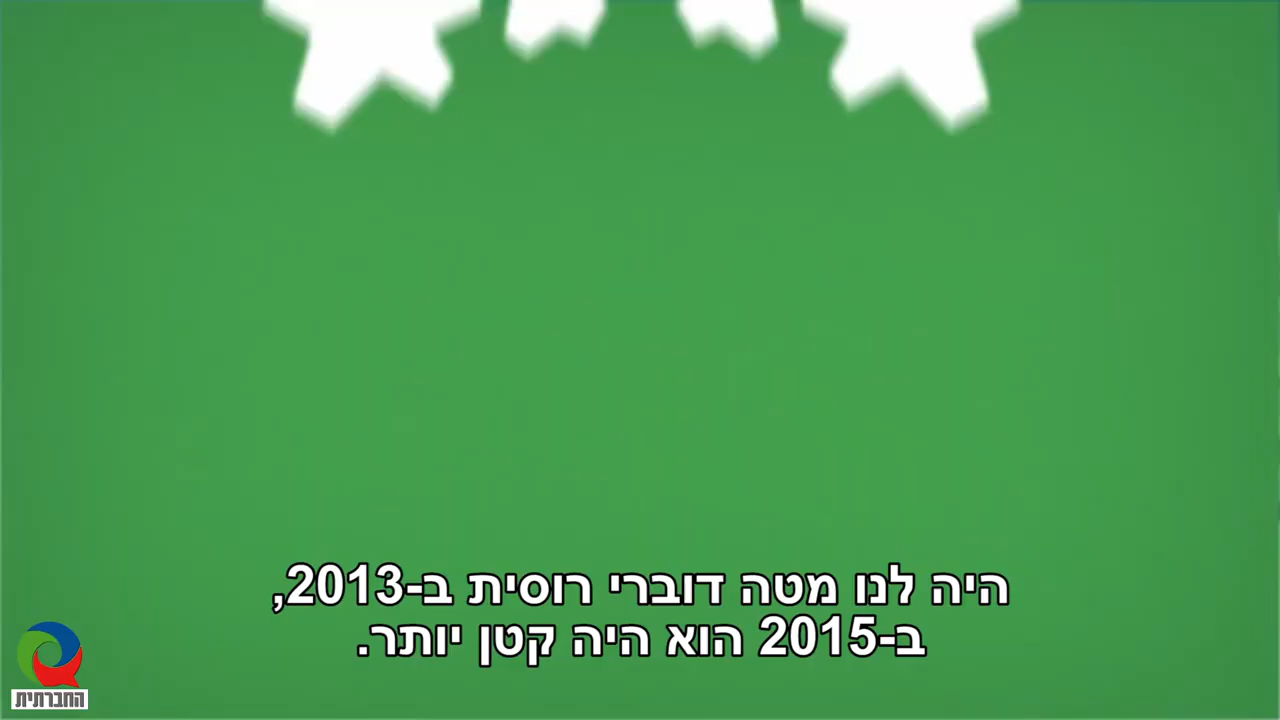 היה לנו מטה דוברי רוסית ב-2013,
ב-2015 הוא היה קטן יותר.
החברתית